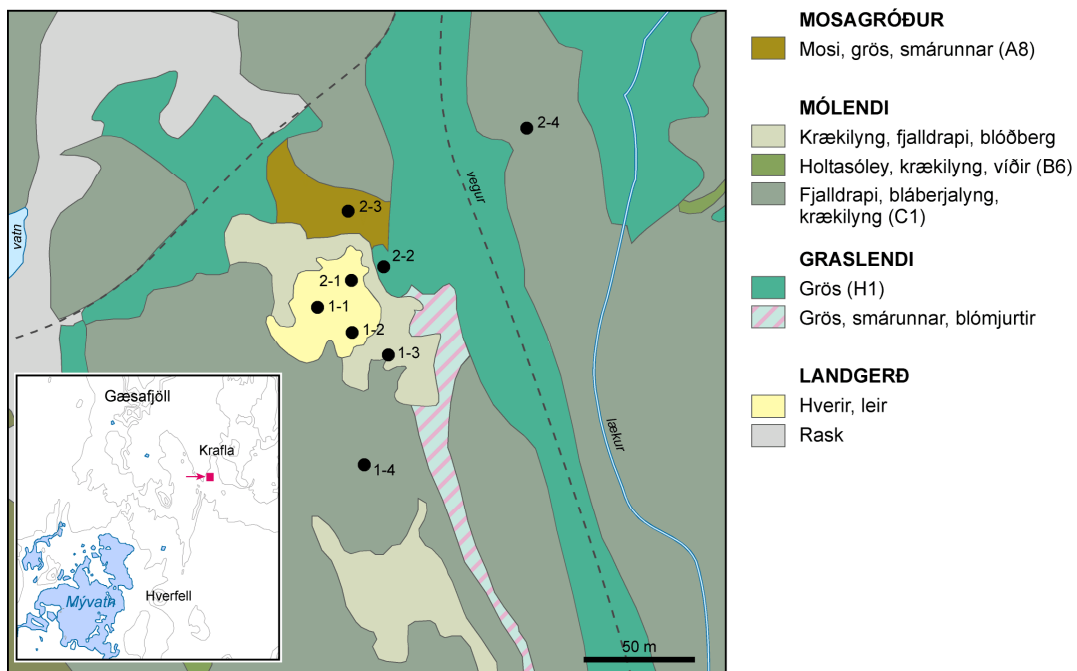 2-4
vegur
2-3
vatn
2-2
2-1
1-1
1-2
1-3
lækur
1-4
50 m
Gæsafjöll
Krafla
Mývatn
Hverfell
MOSAGRÓÐUR
Mosi, grös, smárunnar (A8)
MÓLENDI
Krækilyng, fjalldrapi, blóðberg
Holtasóley, krækilyng, víðir (B6)
Fjalldrapi, bláberjalyng,
krækilyng (C1)
GRASLENDI
Grös (H1)
Grös, smárunnar, blómjurtir
LANDGERÐ
Hverir, leir
Rask